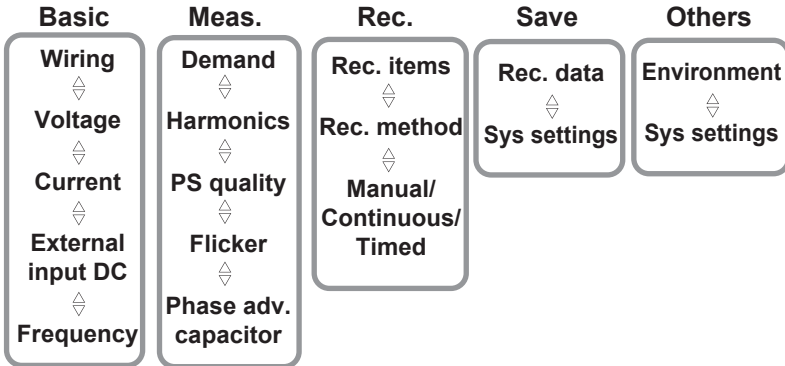 Basic
Wiring
Voltage
Current
External
input DC
Frequency
Meas.
Demand
Harmonics
PS quality
Flicker
Phase adv.
capacitor
Rec.
Rec. items
Rec. method
Manual/
Continuous/
Timed
Save
Rec. data
Sys settings
Others
Environment
Sys settings